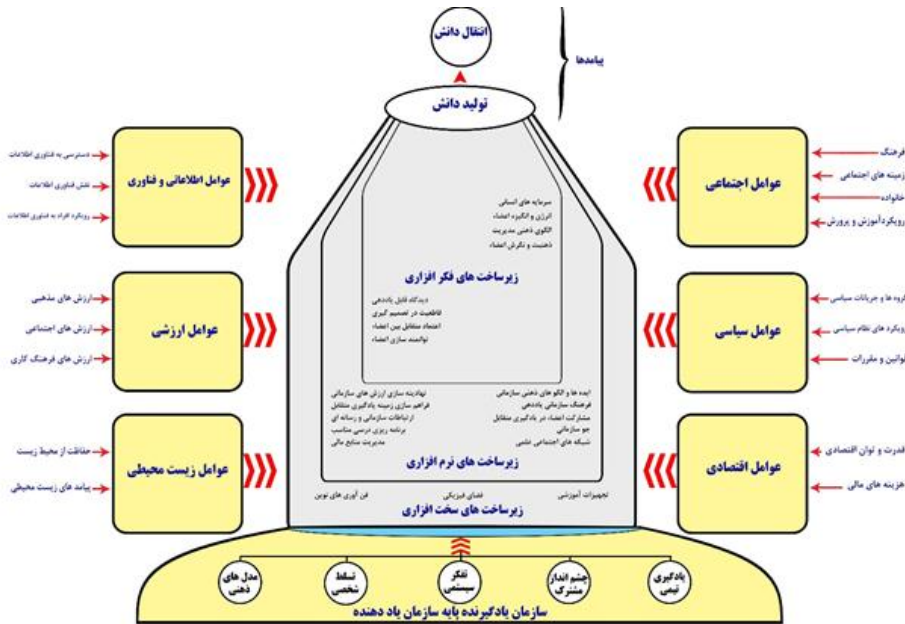 انتقال دانش
پیامدها
تولید دانش
عوامل اجتماعی
فرهنگ
زمینه های اجتماعی
خانواده
رویکرد آموزش و پرورش
عوامل سیاسی
گروه ها و جریانات سیاسی
رویکرد های نظام سیاسی
قوانین و مقررات
عوامل اقتصادی
قدرت و توان اقتصادی
هزینه های مالی
عوامل اطلاعاتی و فناوری
دسترسی به فناوری اطلاعات
نقش فناوری اطلاعات
رویکرد افراد به فناوری اطلاعات
عوامل ارزشی
ارزش های مذهبی
ارزش های اجتماعی
ارزش های فرهنگ کاری
عوامل زیست محیطی
حفاظت از محیط زیست
پیامد های زیست محیطی
سرمایه های انسانی
انرژی و انگیزه اعضاء
الگوی ذهنی مدیریت
ذهنیت و نگرش اعضاء
زیرساخت های فکر افزاری
دیدگاه قابل یاددهی
قاطعیت در تصمیم گیری
اعتماد متقابل بین اعضاء
توانمند سازی اعضاء
ایده ها و الگو های ذهنی سازمانی
فرهنگ سازمانی یاددهی
مشارکت اعضاء در یادگیری متقابل
جو سازمانی
شبکه های اجتماعی علمی
نهادینه سازی ارزش های سازمانی
فراهم سازی زمینه یادگیری متقابل
ارتباطات سازمانی و رسانه ای
برنامه ریزی درسی مناسب
مدیریت منابع مالی
زیرساخت های نرم افزاری
تجهیزات آموزشی
فضای فیزیکی
فن آوری های نوین
زیرساخت های سخت افزاری
یادگیری تیمی
چشم انداز مشترک
تفکر سیستمی
تسلط شخصی
مدل های ذهنی
سازمان یادگیرنده پایه سازمان یاد دهنده